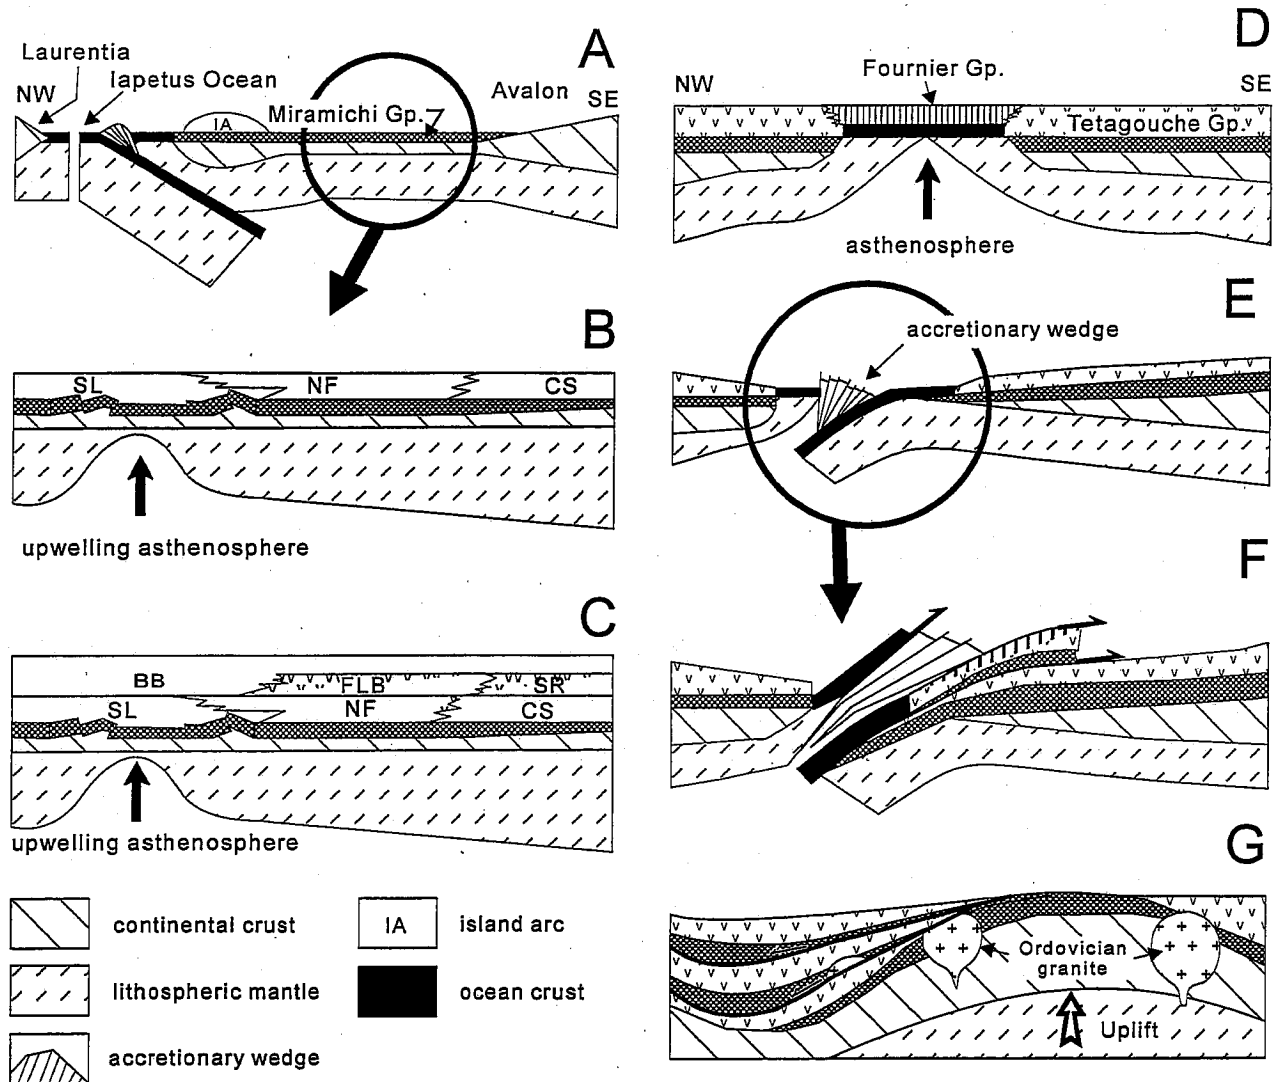 A
Laurentia
Iapetus Ocean
NW
IA
Miramichi Gp.
Avalon
SE
B
SL
NF
CS
upwelling asthenosphere
C
BB
FLB
SR
SL
NF
CS
upwelling asthenosphere
continental crust
IA
island arc
lithospheric mantle
ocean crust
accretionary wedge
D
NW
Fournier Gp.
SE
Tetagouche Gp.
asthenosphere
E
accretionary wedge
F
G
Ordovician
granite
Uplift